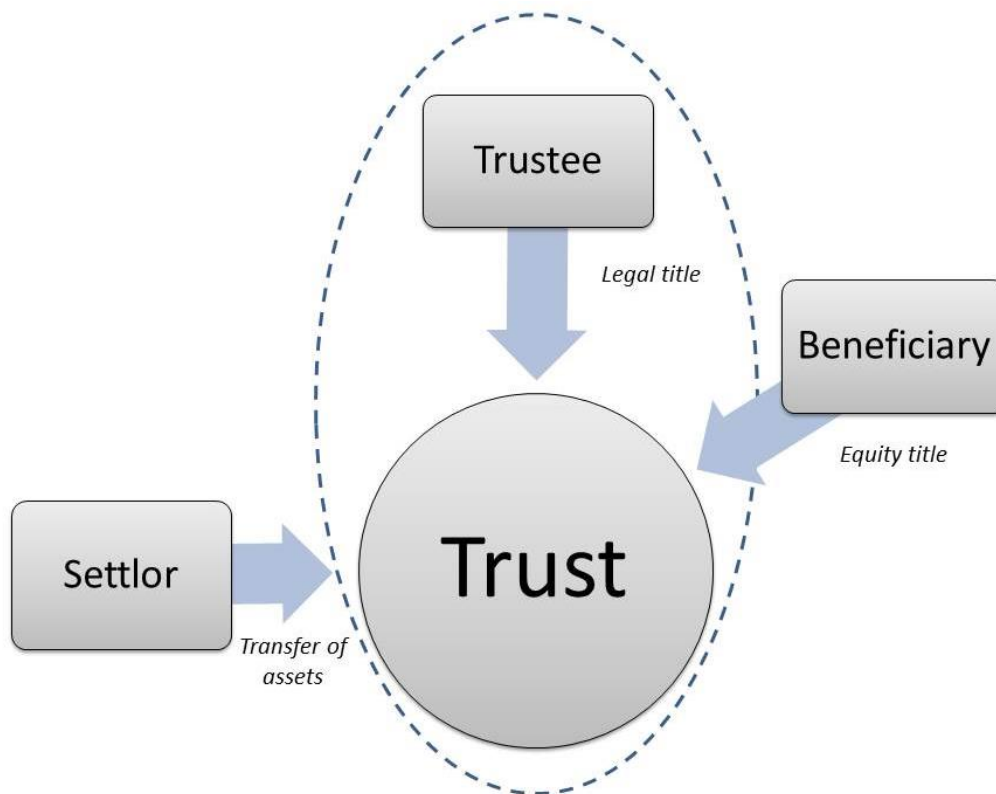 Trustee
Legal title
Beneficiary
Equity title
Trust
Settlor
Transfer of
assets